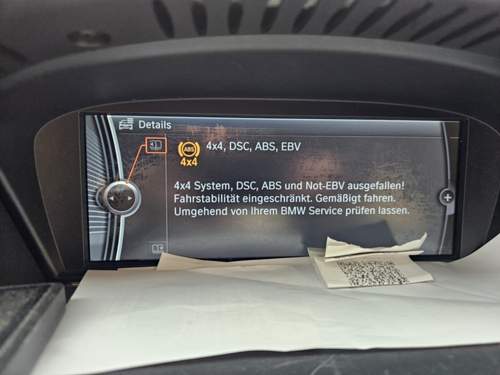 Details
4x4, DSC, ABS, EBV
ABS
4x4
4x4 System, DSC, ABS und Not-EBV ausgefallen!
Fahrstabilität eingeschränkt. Gemäßigt fahren.
Umgehend von Ihrem BMW Service prüfen lassen.